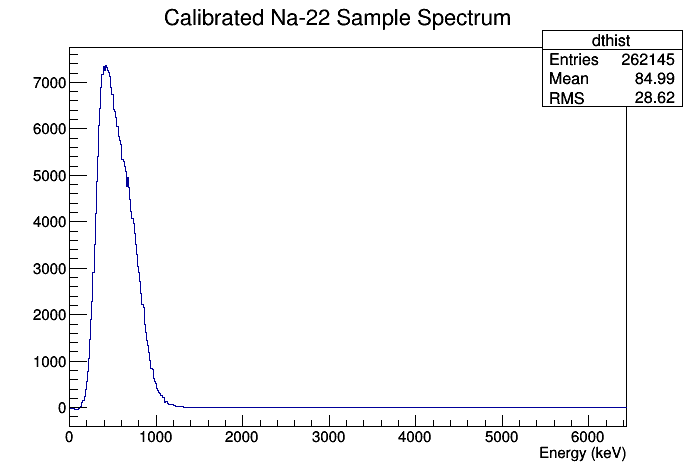 Calibrated Na-22 Sample Spectrum
dthist
Entries 262145
Mean 84.99
RMS 28.62
7000
6000
5000
4000
3000
2000
1000
0
0 1000 2000 3000 4000 5000 6000
Energy (keV)